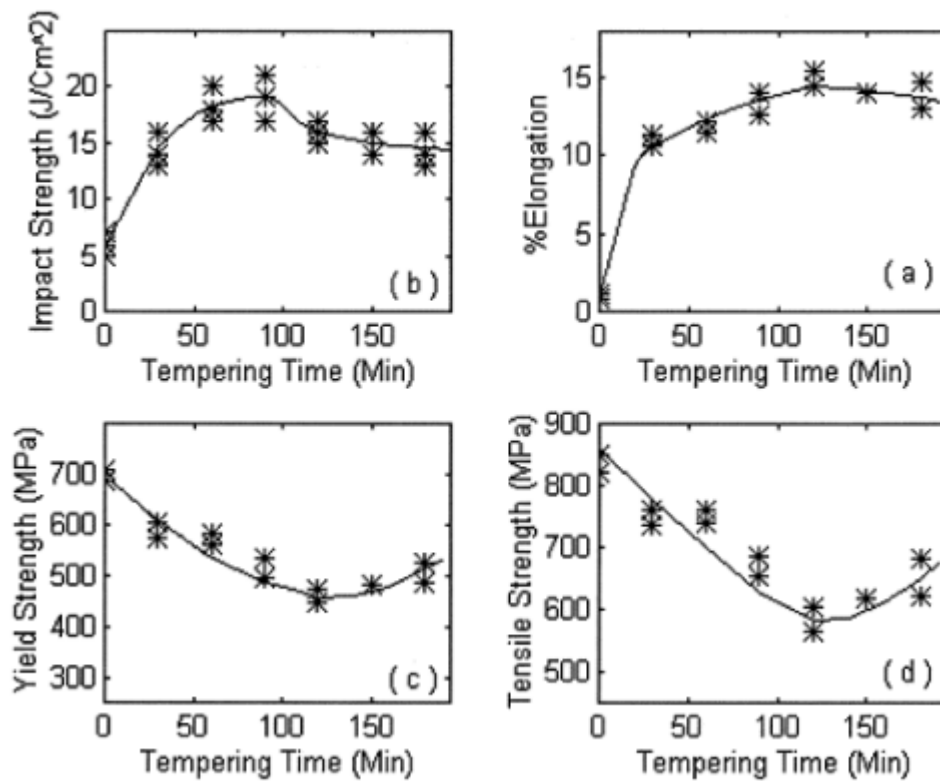 Impact Strength (J/Cm^2)
20
15
10
5
0
0 50 100 150
Tempering Time (Min)
( b )
%Elongation
15
10
5
0
0 50 100 150
Tempering Time (Min)
( a )
Yield Strength (MPa)
700
600
500
400
300
0 50 100 150
Tempering Time (Min)
( c )
Tensile Strength (MPa)
900
800
700
600
500
0 50 100 150
Tempering Time (Min)
( d )